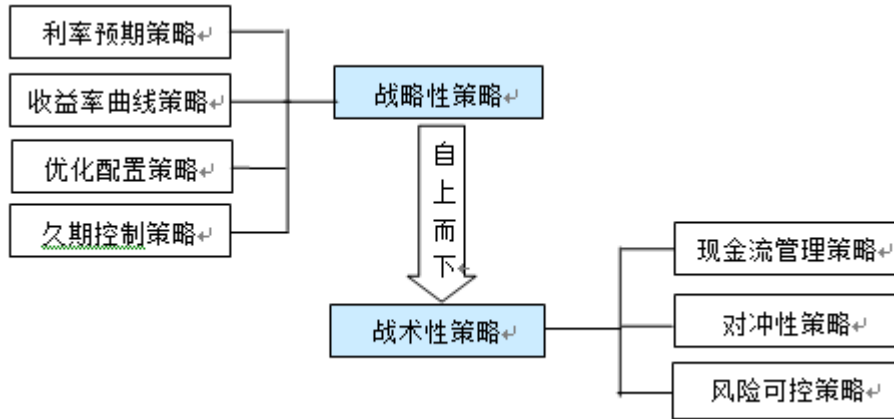 利率预期策略
收益率曲线策略
优化配置策略
久期控制策略
战略性策略
自
上
而
下
战术性策略
现金流管理策略
对冲性策略
风险可控策略